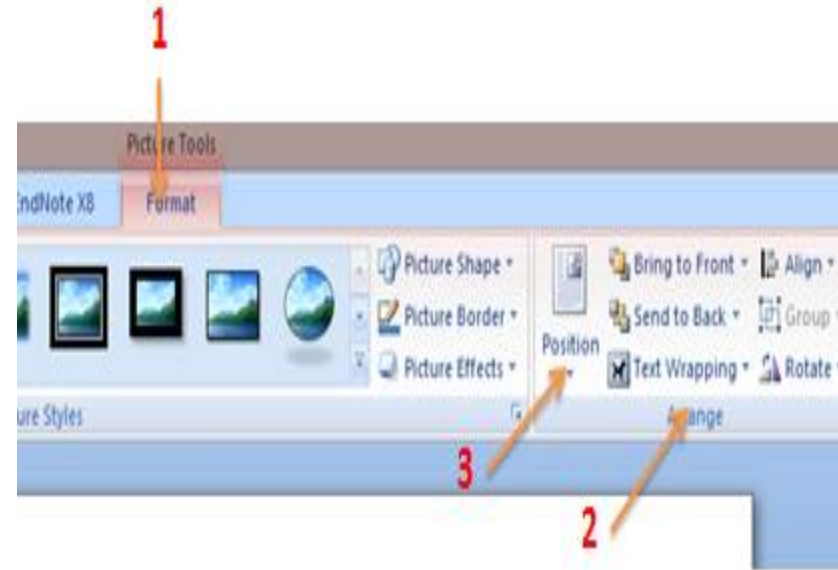 1
Picture Tools
EndNote X8 Format
Picture Shape Bring to Front Align
Picture Border Send to Back Group
Position
Picture Effects Text Wrapping Rotate
ure Styles Arrange
3
2